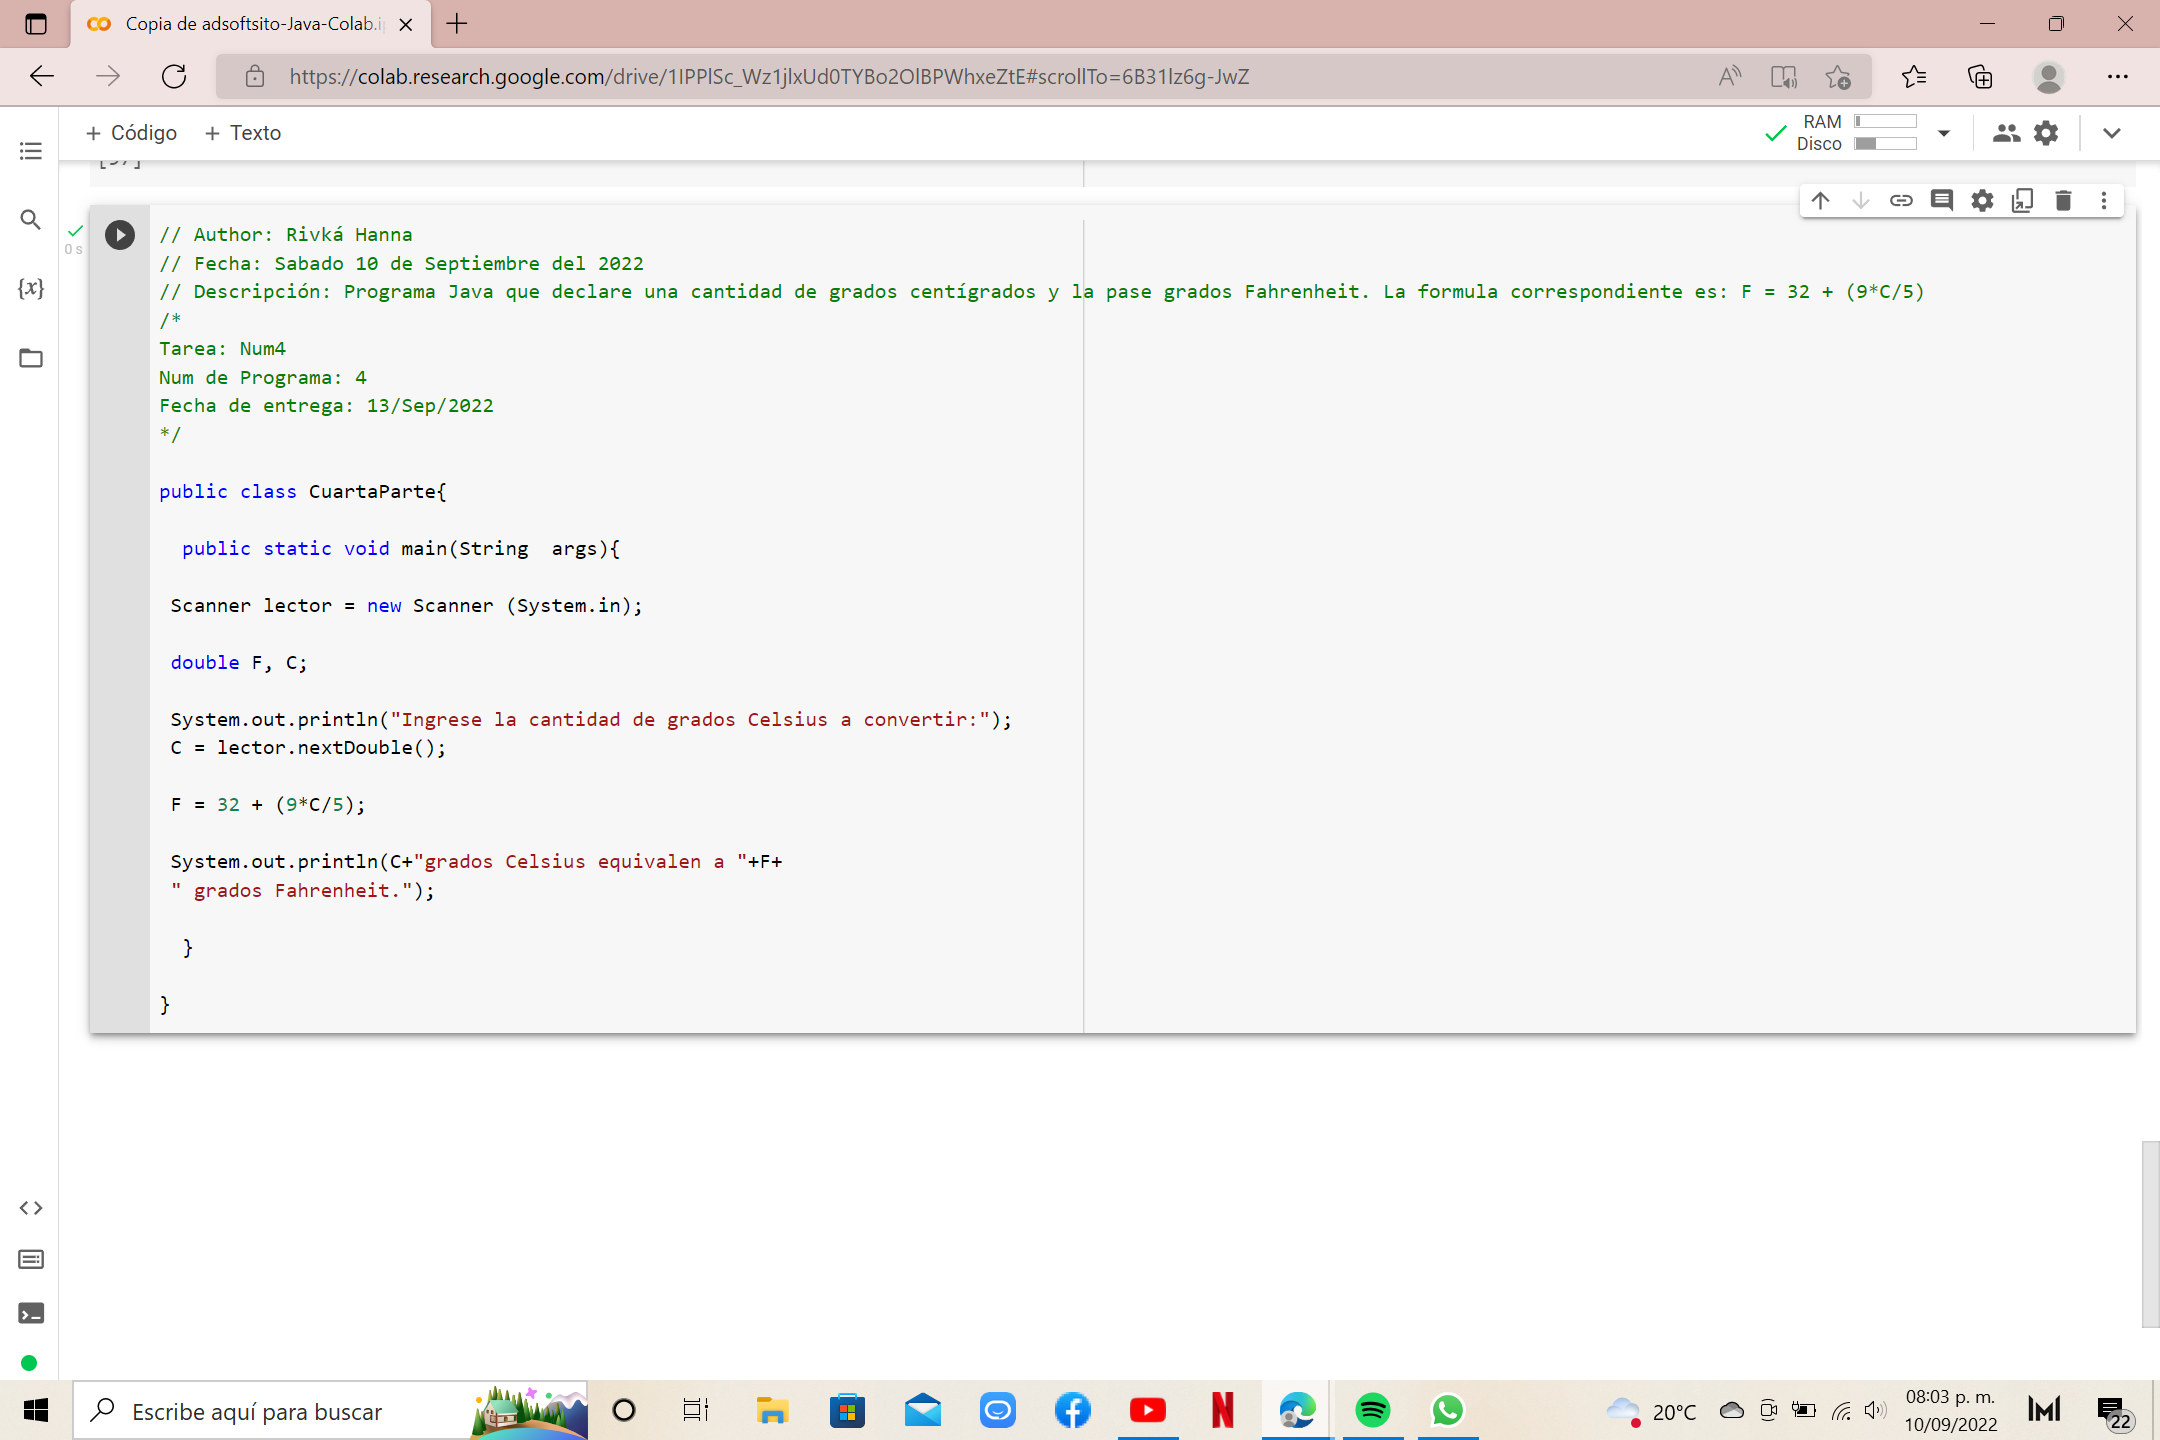 Copia de adsoftsito-Java-Colab.i
https://colab.research.google.com/drive/1IPPlSc_Wz1jlxUd0TYBo2OlBPWhxeZtE#scrollTo=6B31lz6g-JwZ
+ Código + Texto
RAM
Disco
0 s
// Author: Rivká Hanna
// Fecha: Sabado 10 de Septiembre del 2022
// Descripción: Programa Java que declare una cantidad de grados centígrados y la pase grados Fahrenheit. La formula correspondiente es: F = 32 + (9*C/5)
/*
Tarea: Num4
Num de Programa: 4
Fecha de entrega: 13/Sep/2022
*/
public class CuartaParte{
public static void main(String  args){
Scanner lector = new Scanner (System.in);
double F, C;
System.out.println("Ingrese la cantidad de grados Celsius a convertir:");
C = lector.nextDouble();
F = 32 + (9*C/5);
System.out.println(C+"grados Celsius equivalen a "+F+
" grados Fahrenheit.");
}
}
Escribe aquí para buscar
20°C
08:03 p. m.
10/09/2022
22